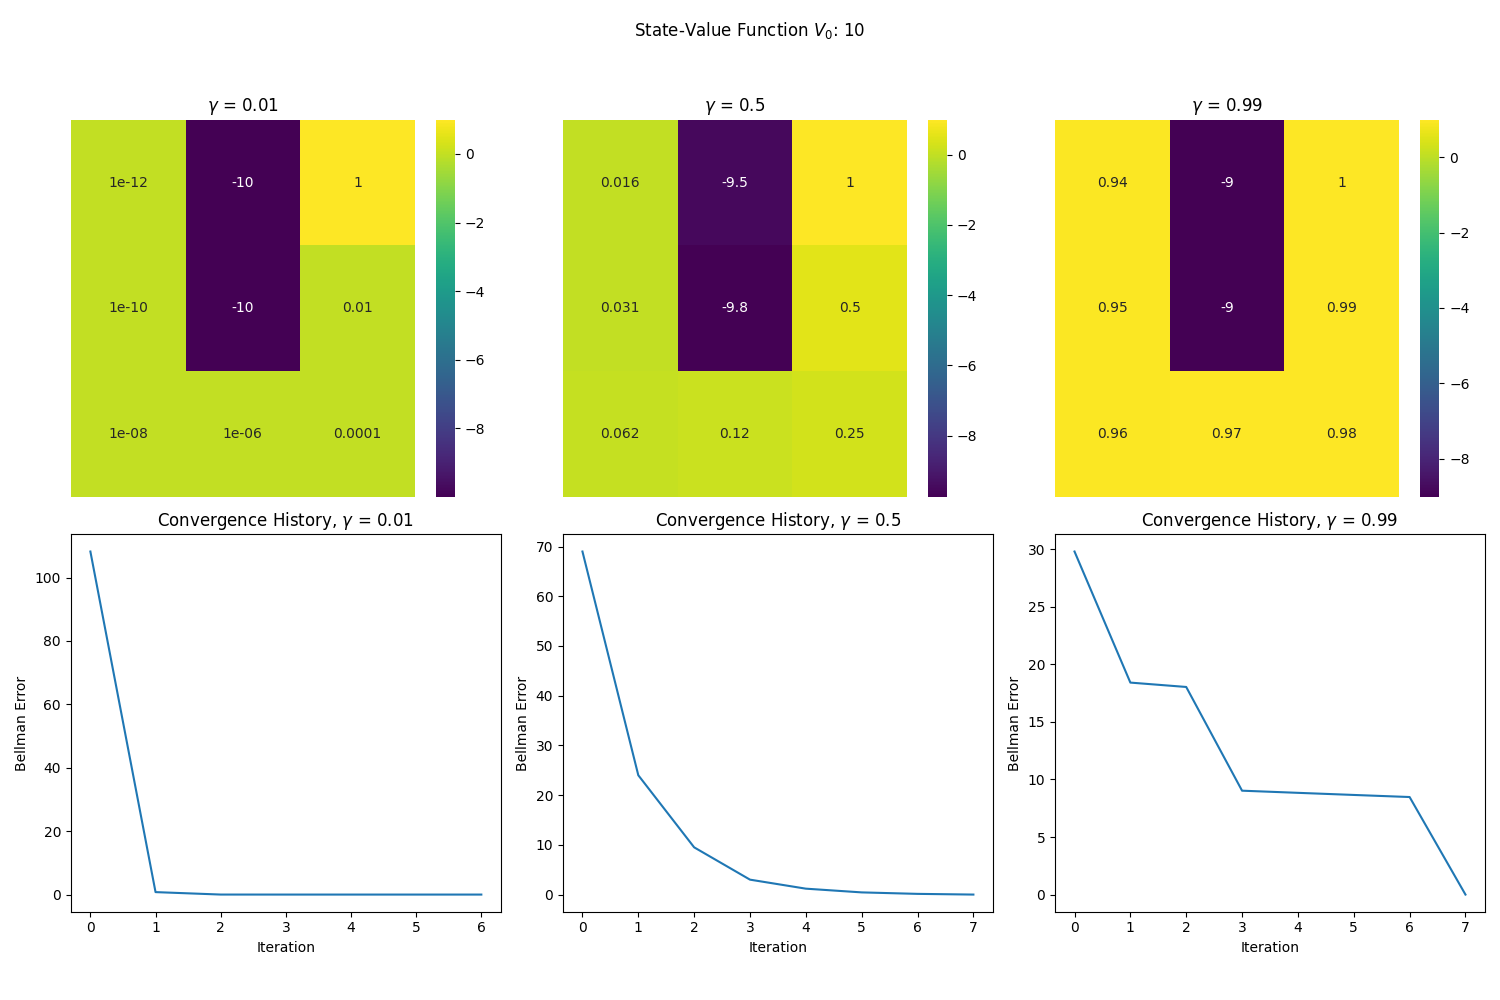 State-Value Function V₀: 10
γ = 0.01
γ = 0.5
γ = 0.99
1e-12 -10 1
1e-10 -10 0.01
1e-08 1e-06 0.0001
0
−2
−4
−6
−8
0.016 -9.5 1
0.031 -9.8 0.5
0.062 0.12 0.25
0
−2
−4
−6
−8
0.94 -9 1
0.95 -9 0.99
0.96 0.97 0.98
0
−2
−4
−6
−8
Convergence History, γ = 0.01
Bellman Error
100
80
60
40
20
0
0 1 2 3 4 5 6
Iteration
Convergence History, γ = 0.5
Bellman Error
70
60
50
40
30
20
10
0
0 1 2 3 4 5 6 7
Iteration
Convergence History, γ = 0.99
Bellman Error
30
25
20
15
10
5
0
0 1 2 3 4 5 6 7
Iteration